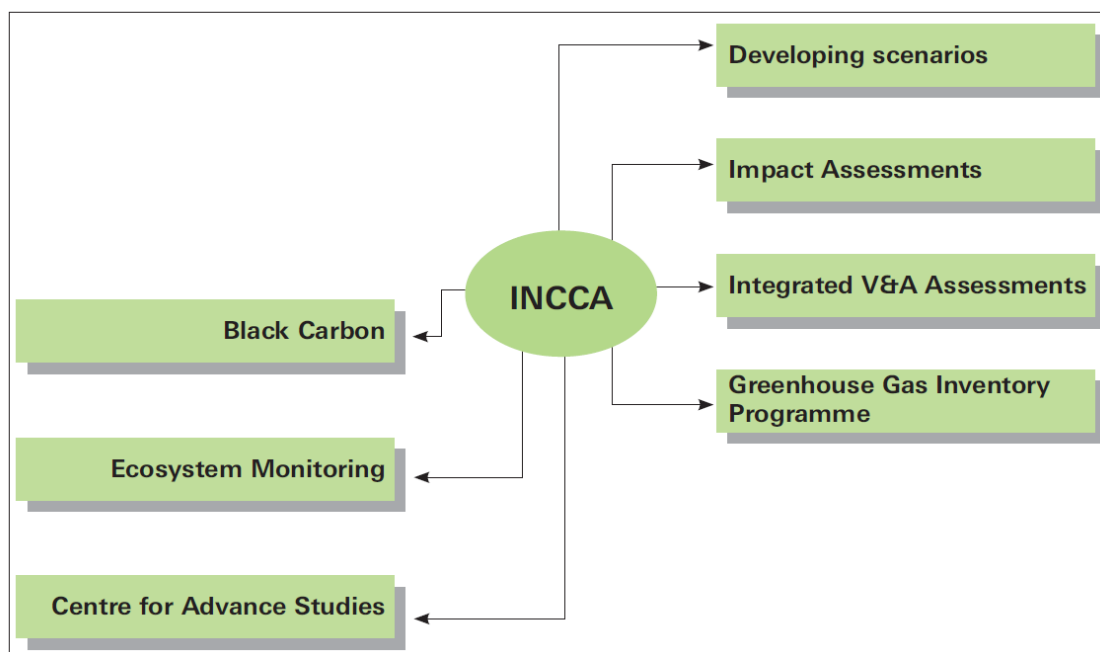 Developing scenarios
Impact Assessments
INCCA
Integrated V&A Assessments
Black Carbon
Greenhouse Gas Inventory
Programme
Ecosystem Monitoring
Centre for Advance Studies